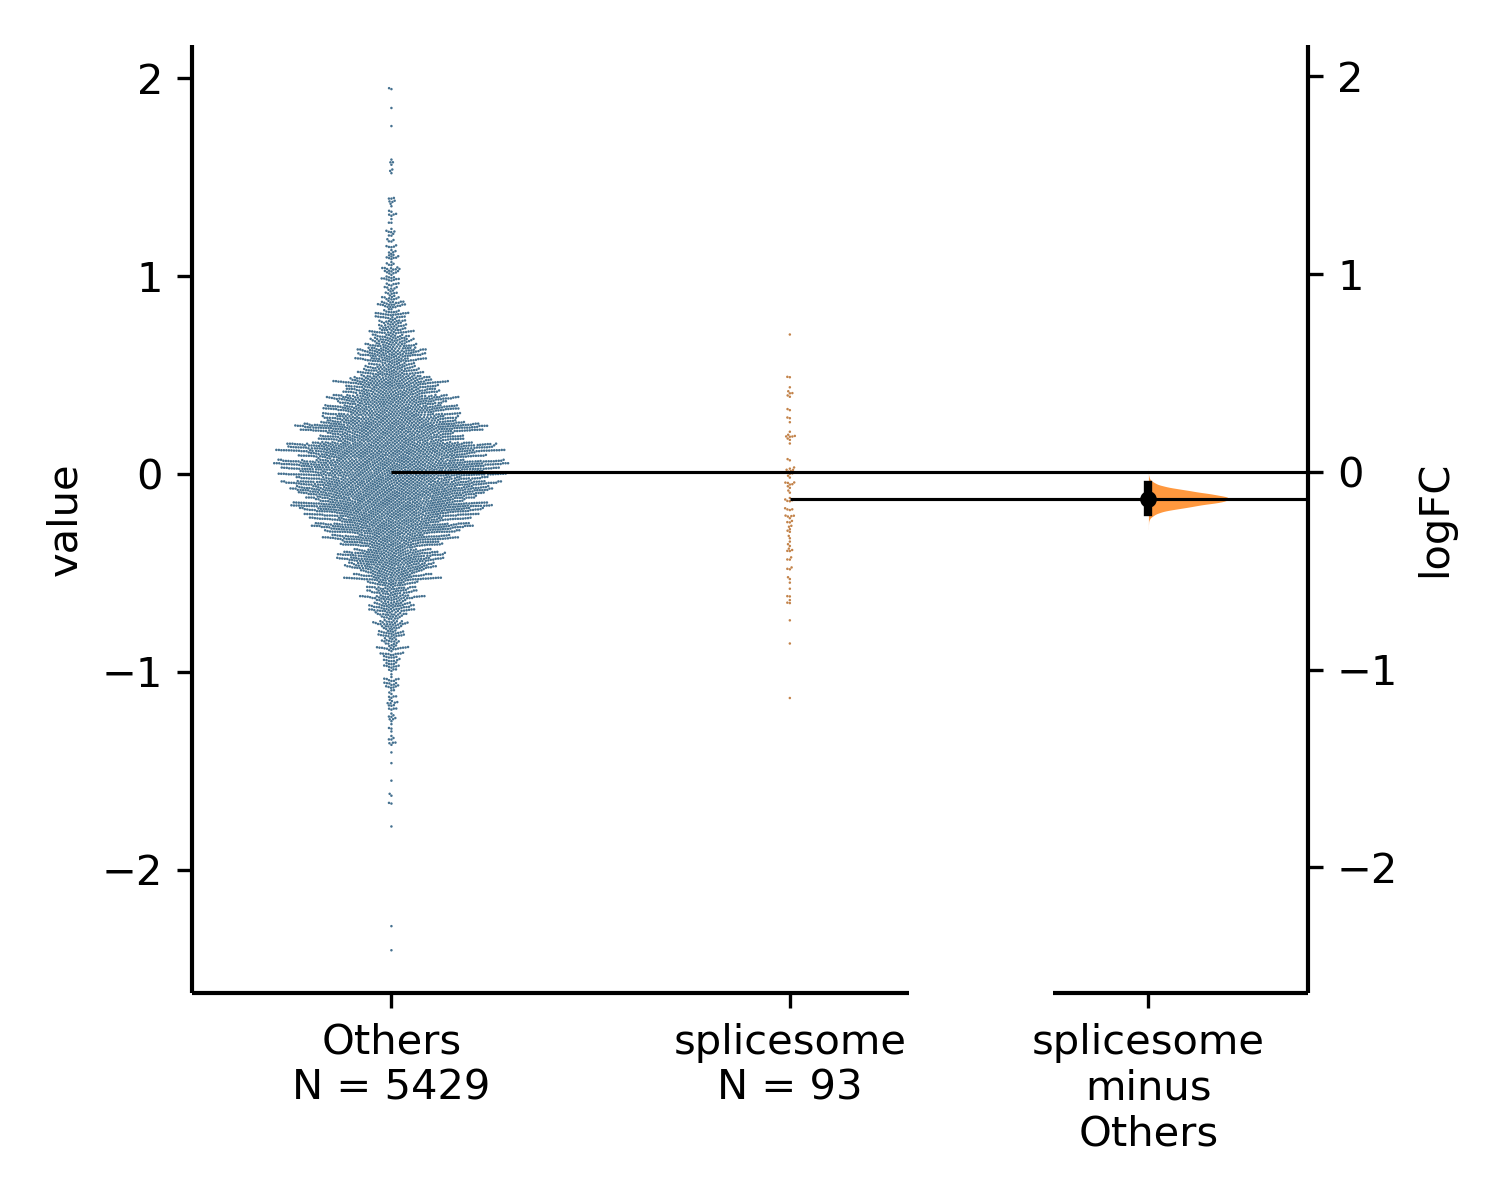 value
2
1
0
−1
−2
Others
N = 5429
splicesome
N = 93
splicesome
minus
Others
2
1
0
−1
−2
logFC